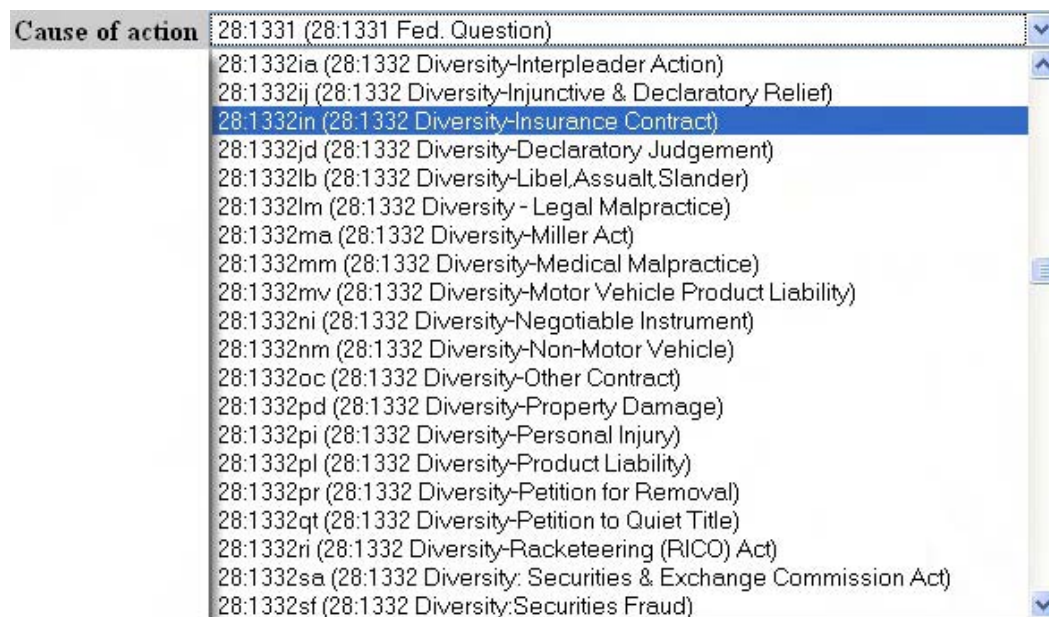 Cause of action 28:1331 (28:1331 Fed. Question)
28:1332ia (28:1332 Diversity-Interpleader Action)
28:1332ij (28:1332 Diversity-Injunctive & Declaratory Relief)
28:1332in (28:1332 Diversity-Insurance Contract)
28:1332jd (28:1332 Diversity-Declaratory Judgement)
28:1332lb (28:1332 Diversity-Libel,Assualt,Slander)
28:1332lm (28:1332 Diversity - Legal Malpractice)
28:1332ma (28:1332 Diversity-Miller Act)
28:1332mm (28:1332 Diversity-Medical Malpractice)
28:1332mv (28:1332 Diversity-Motor Vehicle Product Liability)
28:1332ni (28:1332 Diversity-Negotiable Instrument)
28:1332nm (28:1332 Diversity-Non-Motor Vehicle)
28:1332oc (28:1332 Diversity-Other Contract)
28:1332pd (28:1332 Diversity-Property Damage)
28:1332pi (28:1332 Diversity-Personal Injury)
28:1332pl (28:1332 Diversity-Product Liability)
28:1332pr (28:1332 Diversity-Petition for Removal)
28:1332qt (28:1332 Diversity-Petition to Quiet Title)
28:1332ri (28:1332 Diversity-Racketeering (RICO) Act)
28:1332sa (28:1332 Diversity: Securities & Exchange Commission Act)
28:1332sf (28:1332 Diversity:Securities Fraud)